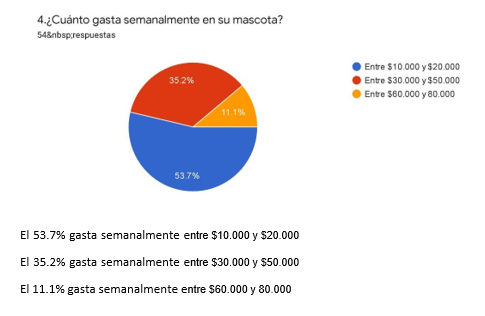 4.¿Cuánto gasta semanalmente en su mascota?
54&nbsp;respuestas
Entre $10.000 y $20.000
Entre $30.000 y $50.000
Entre $60.000 y 80.000
35.2%
11.1%
53.7%
El 53.7% gasta semanalmente entre $10.000 y $20.000
El 35.2% gasta semanalmente entre $30.000 y $50.000
El 11.1% gasta semanalmente entre $60.000 y 80.000